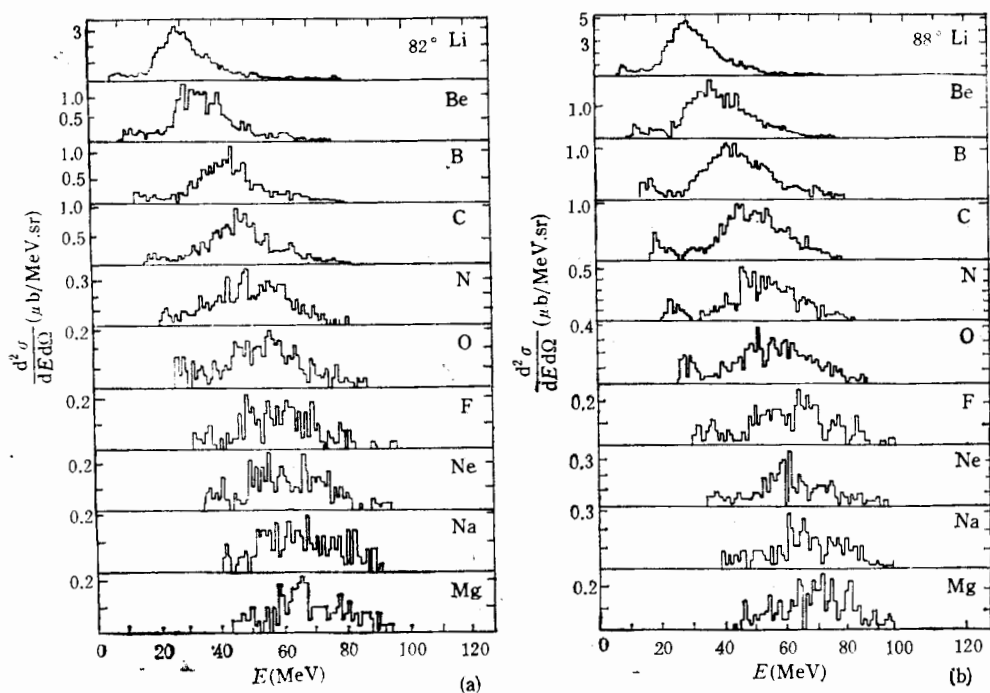 3
82° Li
1.0
0.5
Be
1.0
0.5
B
1.0
0.5
C
0.3
N
0.2
O
0.2
F
0.2
Ne
0.2
Na
0.2
Mg
0 20 40 60 80 100 120
E(MeV)
(a)
d²σ/dEdΩ (μb/MeV.sr)
5
3
88° Li
1.0
Be
1.0
B
1.0
C
0.5
N
0.4
O
0.2
F
0.3
Ne
0.3
Na
0.2
Mg
0 20 40 60 80 100 120
E(MeV)
(b)
d²σ/dEdΩ (μb/MeV.sr)